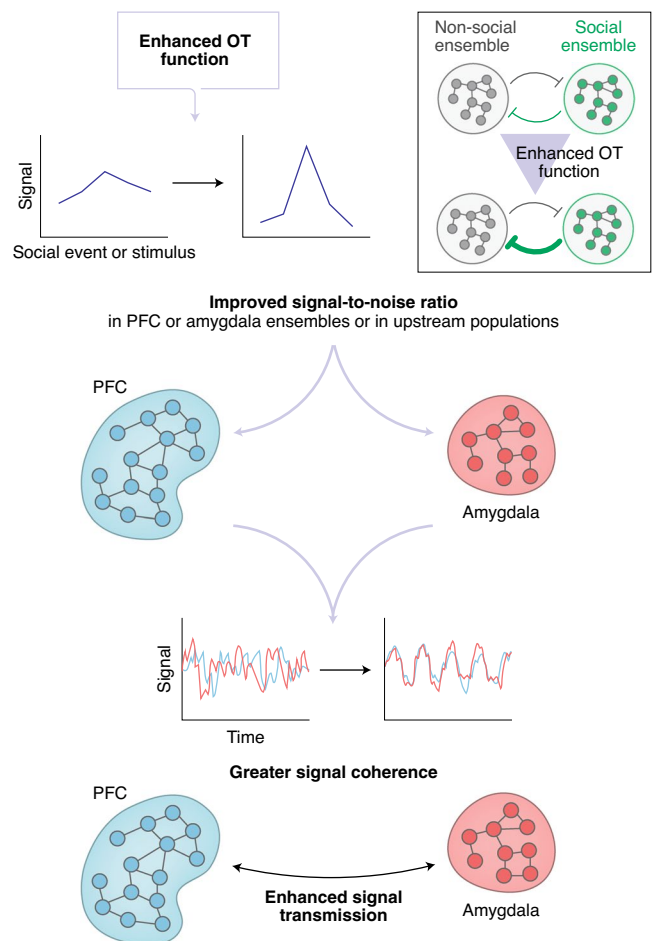 Enhanced OT
function
Signal
Social event or stimulus
Non-social
ensemble
Social
ensemble
Enhanced OT
function
Improved signal-to-noise ratio
in PFC or amygdala ensembles or in upstream populations
PFC
Amygdala
Signal
Time
Greater signal coherence
PFC
Enhanced signal
transmission
Amygdala